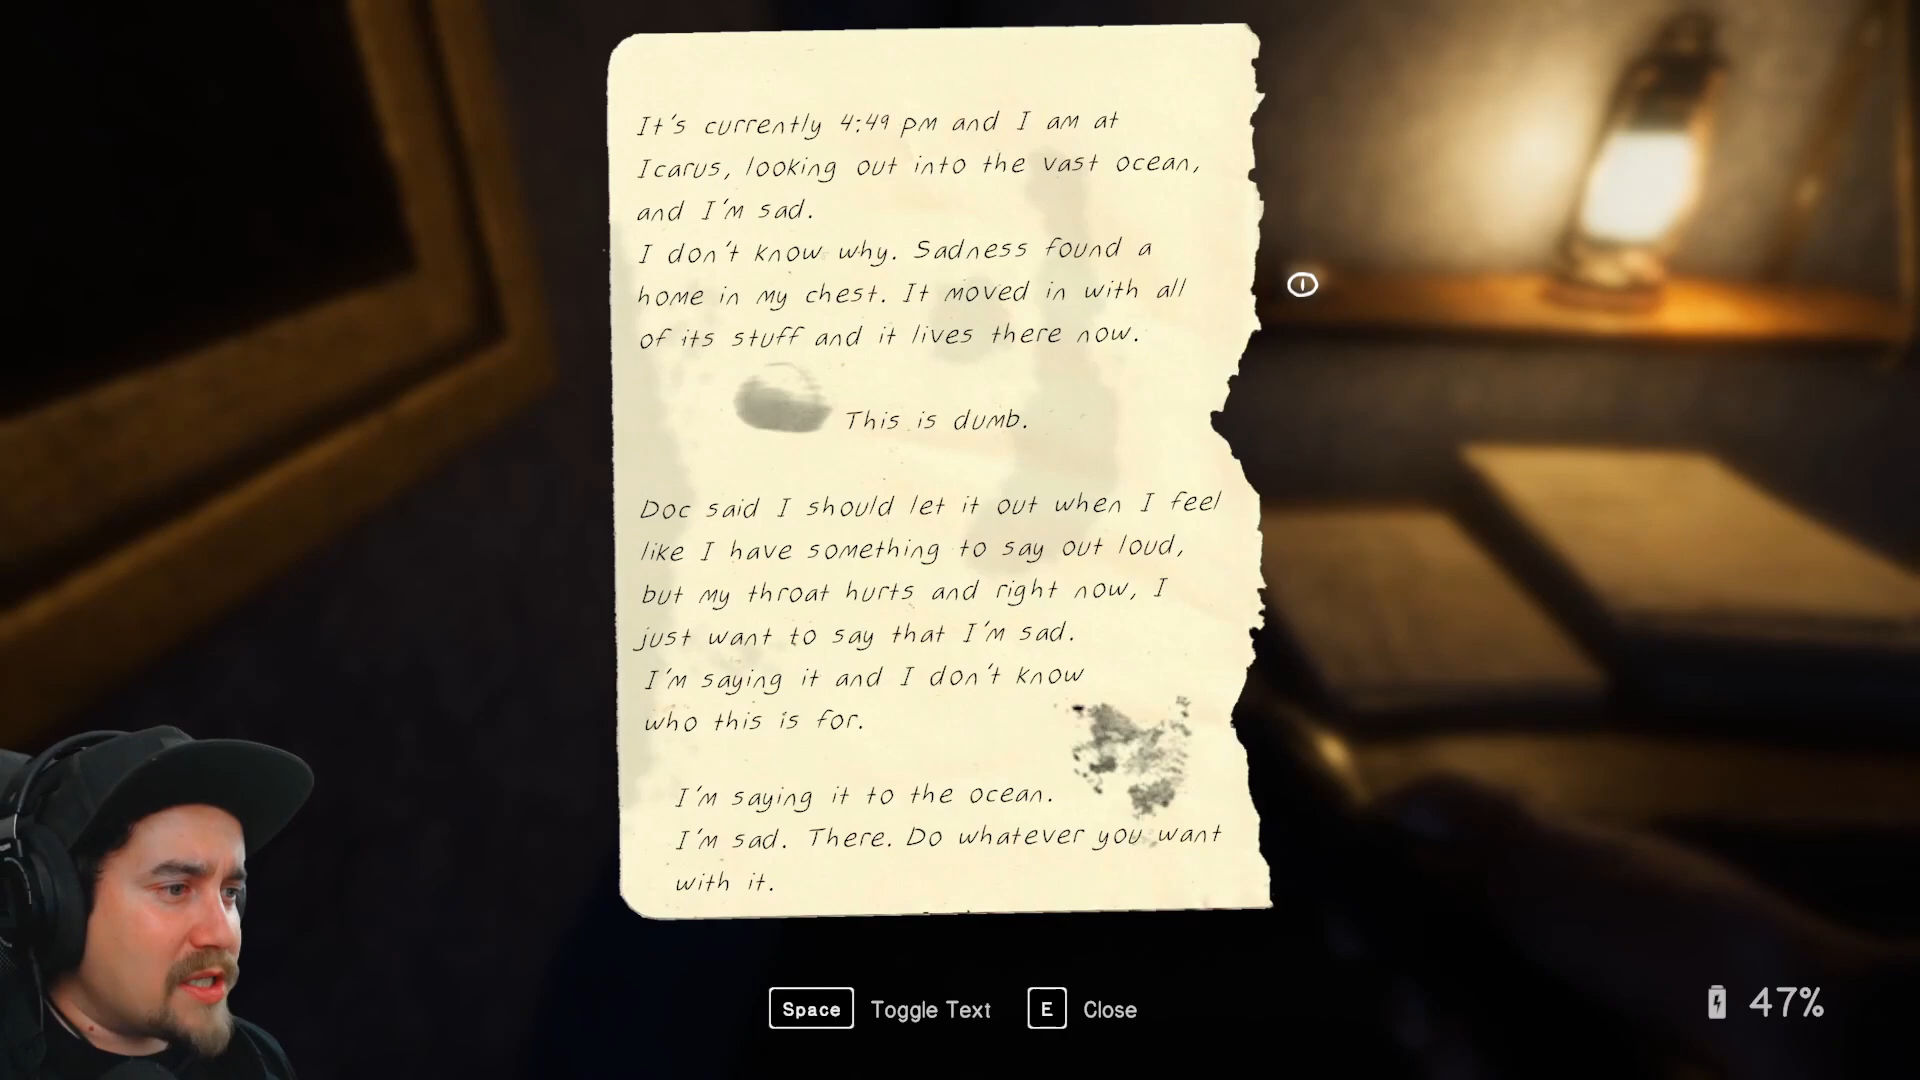 It's currently 4:49 pm and I am at
Icarus, looking out into the vast ocean,
and I'm sad.
I don't know why. Sadness found a
home in my chest. It moved in with all
of its stuff and it lives there now.
This is dumb.
Doc said I should let it out when I feel
like I have something to say out loud,
but my throat hurts and right now, I
just want to say that I'm sad.
I'm saying it and I don't know
who this is for.
I'm saying it to the ocean.
I'm sad. There. Do whatever you want
with it.
Space Toggle Text E Close
47%